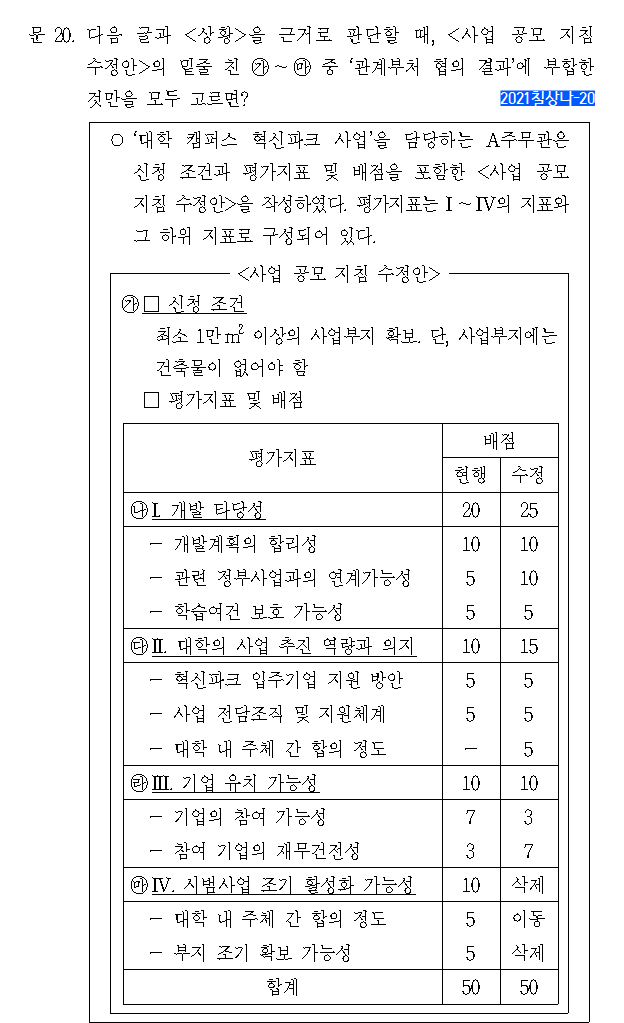 문 20. 다음 글과 <상황>을 근거로 판단할 때, <사업 공모 지침
수정안>의 밑줄 친 ㉮~㉲ 중 '관계부처 협의 결과'에 부합한
것만을 모두 고르면?
2021칠상나-20
○ '대학 캠퍼스 혁신파크 사업'을 담당하는 A주무관은
신청 조건과 평가지표 및 배점을 포함한 <사업 공모
지침 수정안>을 작성하였다. 평가지표는 Ⅰ~Ⅳ의 지표와
그 하위 지표로 구성되어 있다.
<사업 공모 지침 수정안>
㉮□ 신청 조건
최소 1만㎡ 이상의 사업부지 확보. 단, 사업부지에는
건축물이 없어야 함
□ 평가지표 및 배점
평가지표 배점
현행 수정
㉯Ⅰ. 개발 타당성 20 25
- 개발계획의 합리성 10 10
- 관련 정부사업과의 연계가능성 5 10
- 학습여건 보호 가능성 5 5
㉰Ⅱ. 대학의 사업 추진 역량과 의지 10 15
- 혁신파크 입주기업 지원 방안 5 5
- 사업 전담조직 및 지원체계 5 5
- 대학 내 주체 간 합의 정도 - 5
㉱Ⅲ. 기업 유치 가능성 10 10
- 기업의 참여 가능성 7 3
- 참여 기업의 재무건전성 3 7
㉲Ⅳ. 시범사업 조기 활성화 가능성 10 삭제
- 대학 내 주체 간 합의 정도 5 이동
- 부지 조기 확보 가능성 5 삭제
합계 50 50